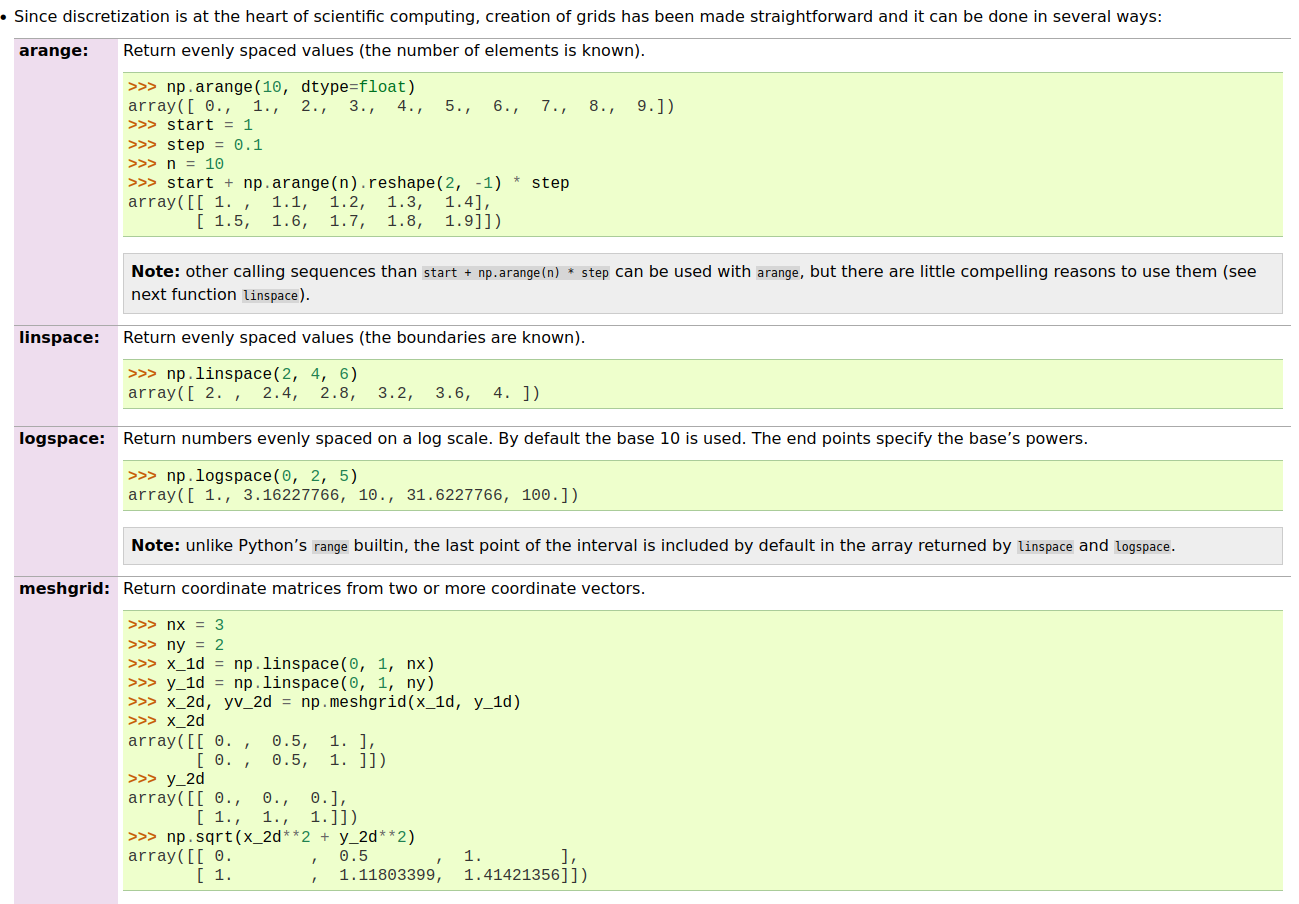 • Since discretization is at the heart of scientific computing, creation of grids has been made straightforward and it can be done in several ways:
arange: Return evenly spaced values (the number of elements is known).
>>> np.arange(10, dtype=float)
array([ 0.,  1.,  2.,  3.,  4.,  5.,  6.,  7.,  8.,  9.])
>>> start = 1
>>> step = 0.1
>>> n = 10
>>> start + np.arange(n).reshape(2, -1) * step
array([[ 1. ,  1.1,  1.2,  1.3,  1.4],
       [ 1.5,  1.6,  1.7,  1.8,  1.9]])
Note: other calling sequences than start + np.arange(n) * step can be used with arange, but there are little compelling reasons to use them (see
next function linspace).
linspace: Return evenly spaced values (the boundaries are known).
>>> np.linspace(2, 4, 6)
array([ 2. ,  2.4,  2.8,  3.2,  3.6,  4. ])
logspace: Return numbers evenly spaced on a log scale. By default the base 10 is used. The end points specify the base’s powers.
>>> np.logspace(0, 2, 5)
array([ 1., 3.16227766, 10., 31.6227766, 100.])
Note: unlike Python’s range builtin, the last point of the interval is included by default in the array returned by linspace and logspace.
meshgrid: Return coordinate matrices from two or more coordinate vectors.
>>> nx = 3
>>> ny = 2
>>> x_1d = np.linspace(0, 1, nx)
>>> y_1d = np.linspace(0, 1, ny)
>>> x_2d, yv_2d = np.meshgrid(x_1d, y_1d)
>>> x_2d
array([[ 0. ,  0.5,  1. ],
       [ 0. ,  0.5,  1. ]])
>>> y_2d
array([[ 0.,  0.,  0.],
       [ 1.,  1.,  1.]])
>>> np.sqrt(x_2d**2 + y_2d**2)
array([[ 0.        ,  0.5       ,  1.        ],
       [ 1.        ,  1.11803399,  1.41421356]])